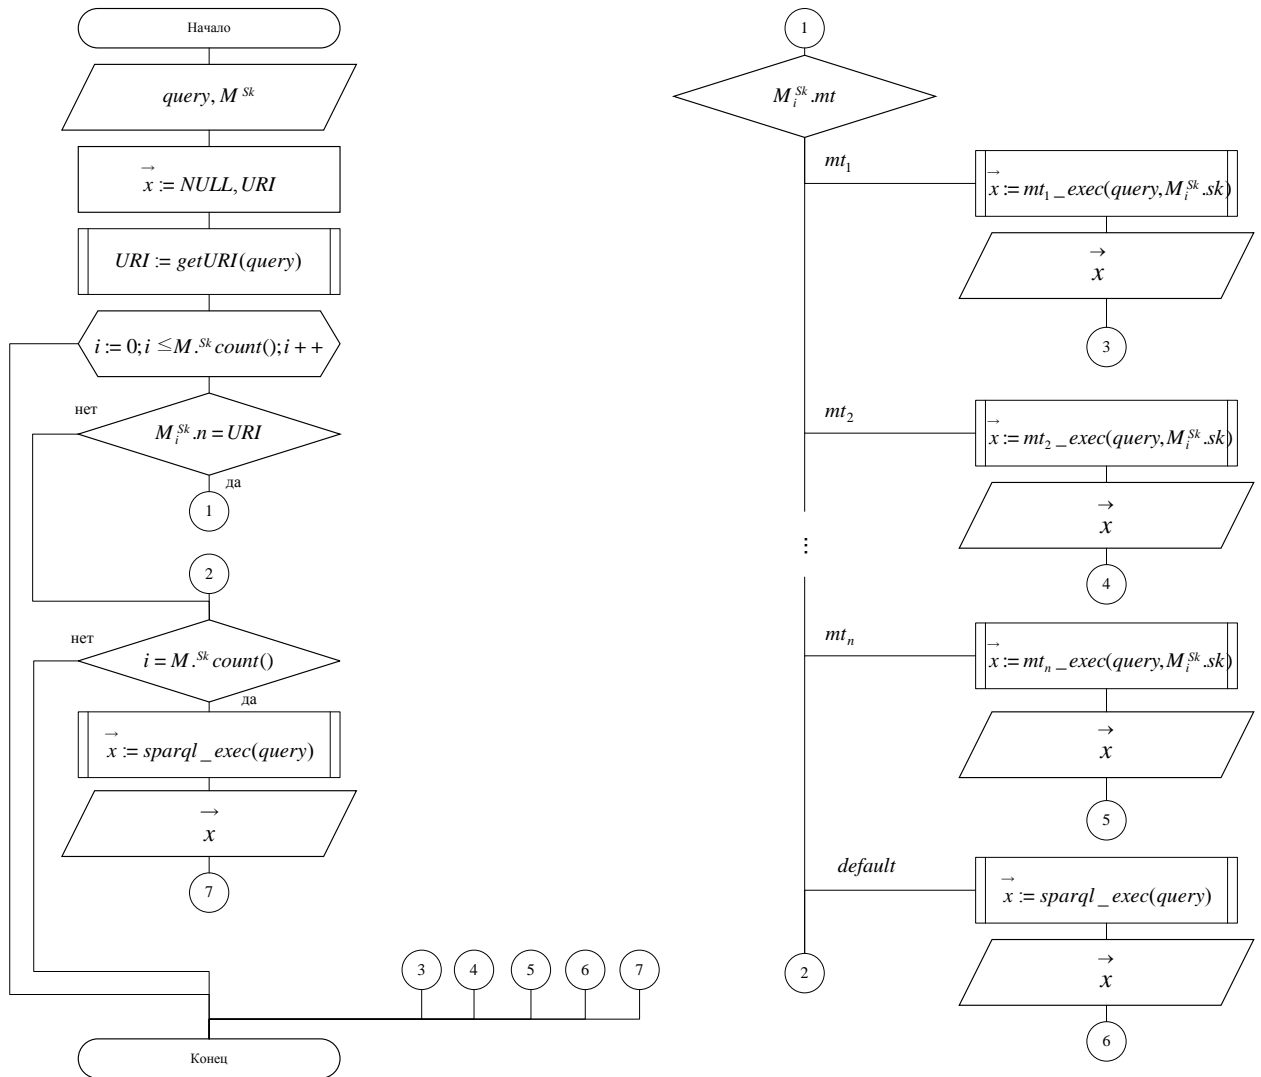 Начало
query, M^Sk
x⃗ := NULL, URI
URI := getURI(query)
i := 0; i ≤ M.^Sk count(); i + +
нет
M_i^Sk.n = URI
да
1
2
нет
i = M.^Sk count()
да
x⃗ := sparql_exec(query)
x⃗
7
3 4 5 6 7
Конец
1
M_i^Sk.mt
mt_1
x⃗ := mt_1_exec(query, M_i^Sk.sk)
x⃗
3
mt_2
x⃗ := mt_2_exec(query, M_i^Sk.sk)
x⃗
4
⋮
mt_n
x⃗ := mt_n_exec(query, M_i^Sk.sk)
x⃗
5
default
x⃗ := sparql_exec(query)
2
x⃗
6